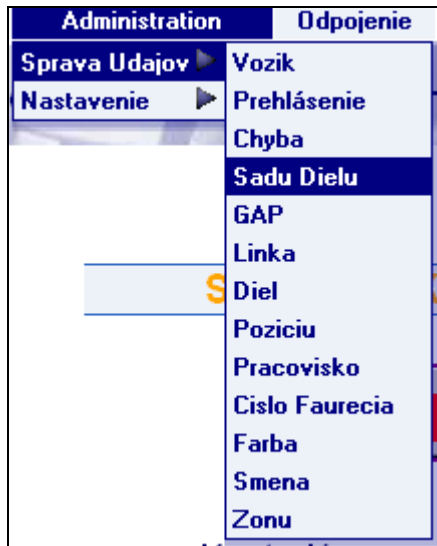 Administration Odpojenie
Sprava Udajov Vozik
Nastavenie Prehlásenie
Chyba
Sadu Dielu
GAP
Linka
Diel
Poziciu
Pracovisko
Cislo Faurecia
Farba
Smena
Zonu